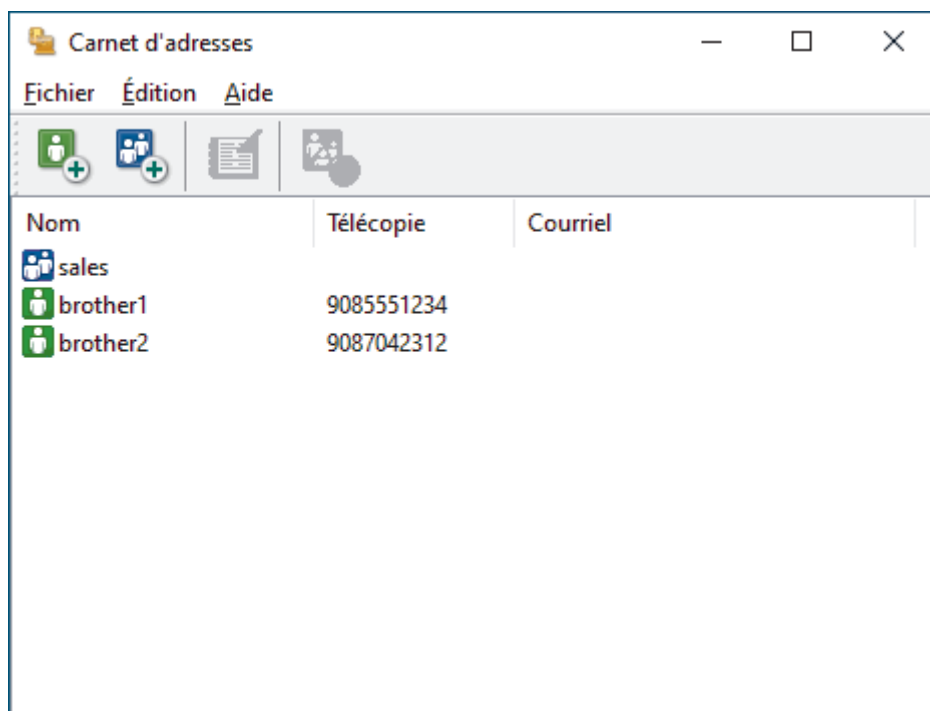 Carnet d'adresses
Fichier Édition Aide
Nom Télécopie Courriel
sales
brother1 9085551234
brother2 9087042312